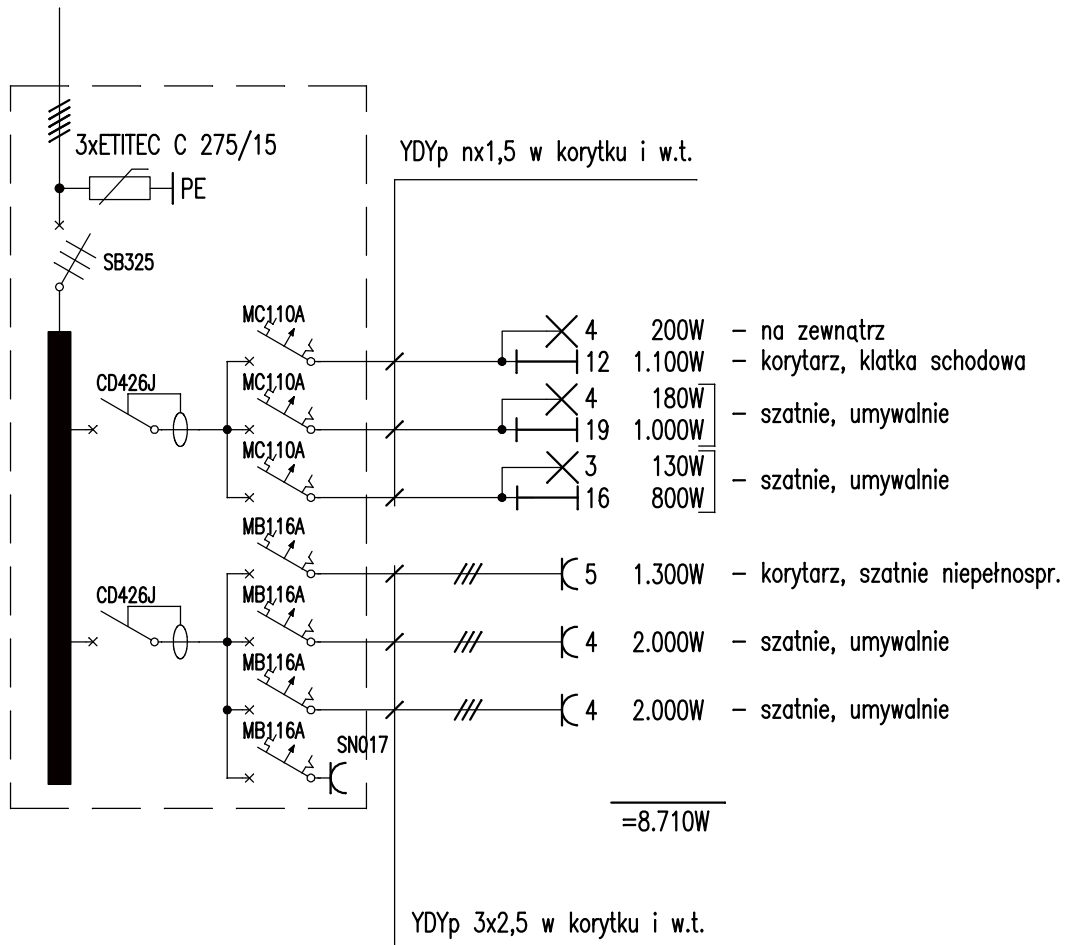 3xETITEC C 275/15
PE
SB325
YDYp nx1,5 w korytku i w.t.
CD426J
MC110A
4 200W – na zewnątrz
12 1.100W – korytarz, klatka schodowa
MC110A
4 180W
19 1.000W
– szatnie, umywalnie
MC110A
3 130W
16 800W
– szatnie, umywalnie
CD426J
MB116A
5 1.300W – korytarz, szatnie niepełnospr.
MB116A
4 2.000W – szatnie, umywalnie
MB116A
4 2.000W – szatnie, umywalnie
MB116A
SN017
=8.710W
YDYp 3x2,5 w korytku i w.t.